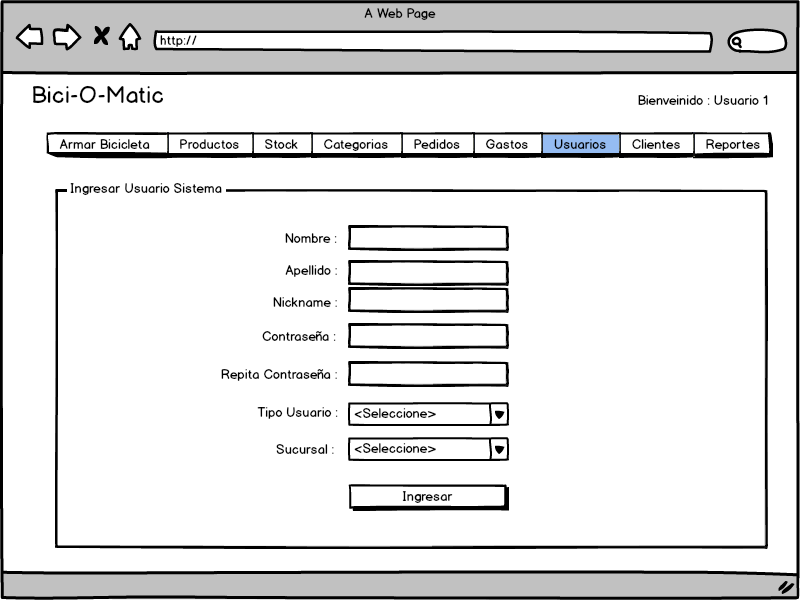 A Web Page
http://
Bici-O-Matic
Bienveinido : Usuario 1
Armar Bicicleta Productos Stock Categorias Pedidos Gastos Usuarios Clientes Reportes
Ingresar Usuario Sistema
Nombre :
Apellido :
Nickname :
Contraseña :
Repita Contraseña :
Tipo Usuario : <Seleccione>
Sucursal : <Seleccione>
Ingresar